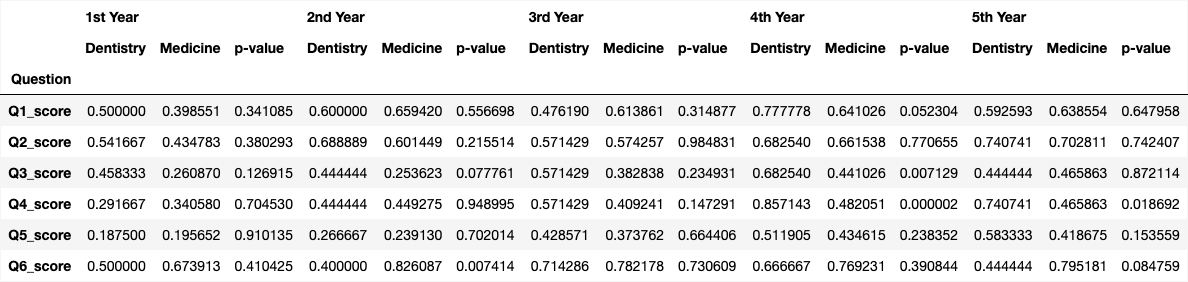 1st Year 2nd Year 3rd Year 4th Year 5th Year
Dentistry Medicine p-value Dentistry Medicine p-value Dentistry Medicine p-value Dentistry Medicine p-value Dentistry Medicine p-value
Question
Q1_score 0.500000 0.398551 0.341085 0.600000 0.659420 0.556698 0.476190 0.613861 0.314877 0.777778 0.641026 0.052304 0.592593 0.638554 0.647958
Q2_score 0.541667 0.434783 0.380293 0.688889 0.601449 0.215514 0.571429 0.574257 0.984831 0.682540 0.661538 0.770655 0.740741 0.702811 0.742407
Q3_score 0.458333 0.260870 0.126915 0.444444 0.253623 0.077761 0.571429 0.382838 0.234931 0.682540 0.441026 0.007129 0.444444 0.465863 0.872114
Q4_score 0.291667 0.340580 0.704530 0.444444 0.449275 0.948995 0.571429 0.409241 0.147291 0.857143 0.482051 0.000002 0.740741 0.465863 0.018692
Q5_score 0.187500 0.195652 0.910135 0.266667 0.239130 0.702014 0.428571 0.373762 0.664406 0.511905 0.434615 0.238352 0.583333 0.418675 0.153559
Q6_score 0.500000 0.673913 0.410425 0.400000 0.826087 0.007414 0.714286 0.782178 0.730609 0.666667 0.769231 0.390844 0.444444 0.795181 0.084759